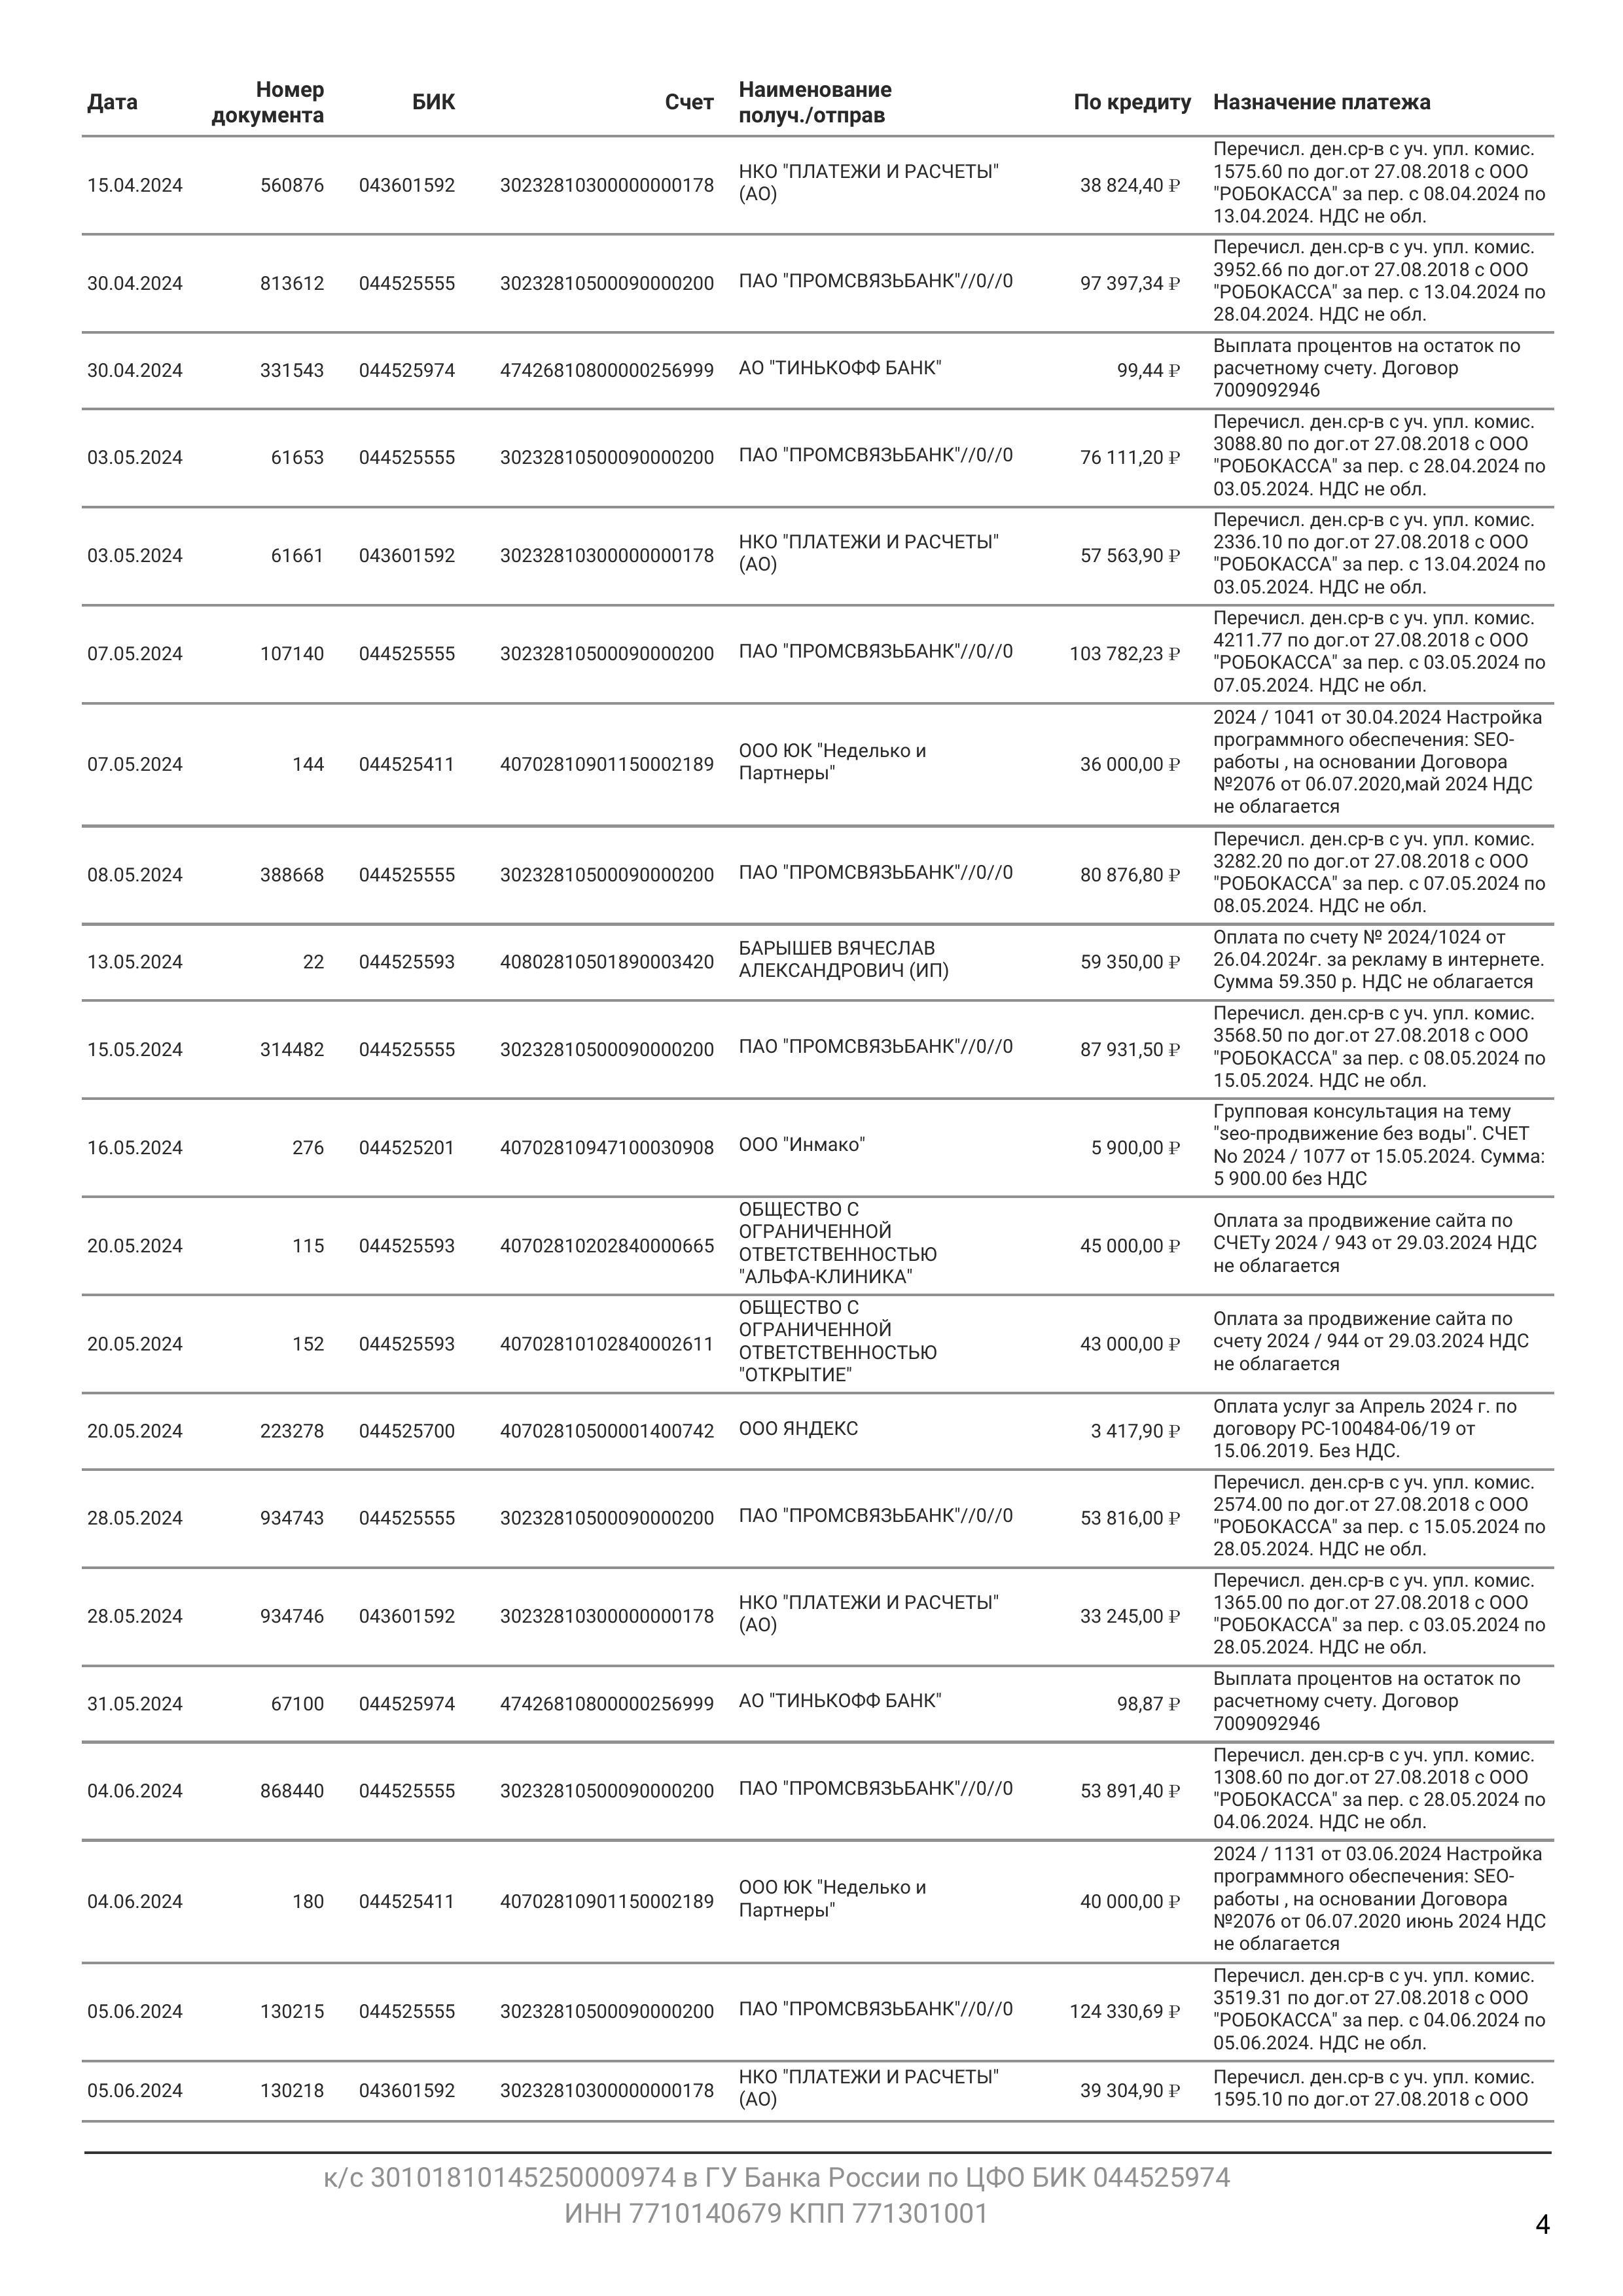 Дата
Номер
документа
БИК
Счет
Наименование
получ./отправ
По кредиту
Назначение платежа
15.04.2024 560876 043601592 30232810300000000178
НКО "ПЛАТЕЖИ И РАСЧЕТЫ"
(АО)
38 824,40 ₽
Перечисл. ден.ср-в с уч. упл. комис.
1575.60 по дог.от 27.08.2018 с ООО
"РОБОКАССА" за пер. с 08.04.2024 по
13.04.2024. НДС не обл.
30.04.2024 813612 044525555 30232810500090000200
ПАО "ПРОМСВЯЗЬБАНК"//0//0
97 397,34 ₽
Перечисл. ден.ср-в с уч. упл. комис.
3952.66 по дог.от 27.08.2018 с ООО
"РОБОКАССА" за пер. с 13.04.2024 по
28.04.2024. НДС не обл.
30.04.2024 331543 044525974 47426810800000256999
АО "ТИНЬКОФФ БАНК"
99,44 ₽
Выплата процентов на остаток по
расчетному счету. Договор
7009092946
03.05.2024 61653 044525555 30232810500090000200
ПАО "ПРОМСВЯЗЬБАНК"//0//0
76 111,20 ₽
Перечисл. ден.ср-в с уч. упл. комис.
3088.80 по дог.от 27.08.2018 с ООО
"РОБОКАССА" за пер. с 28.04.2024 по
03.05.2024. НДС не обл.
03.05.2024 61661 043601592 30232810300000000178
НКО "ПЛАТЕЖИ И РАСЧЕТЫ"
(АО)
57 563,90 ₽
Перечисл. ден.ср-в с уч. упл. комис.
2336.10 по дог.от 27.08.2018 с ООО
"РОБОКАССА" за пер. с 13.04.2024 по
03.05.2024. НДС не обл.
07.05.2024 107140 044525555 30232810500090000200
ПАО "ПРОМСВЯЗЬБАНК"//0//0
103 782,23 ₽
Перечисл. ден.ср-в с уч. упл. комис.
4211.77 по дог.от 27.08.2018 с ООО
"РОБОКАССА" за пер. с 03.05.2024 по
07.05.2024. НДС не обл.
07.05.2024 144 044525411 40702810901150002189
ООО ЮК "Неделько и
Партнеры"
36 000,00 ₽
2024 / 1041 от 30.04.2024 Настройка
программного обеспечения: SEO-
работы , на основании Договора
№2076 от 06.07.2020,май 2024 НДС
не облагается
08.05.2024 388668 044525555 30232810500090000200
ПАО "ПРОМСВЯЗЬБАНК"//0//0
80 876,80 ₽
Перечисл. ден.ср-в с уч. упл. комис.
3282.20 по дог.от 27.08.2018 с ООО
"РОБОКАССА" за пер. с 07.05.2024 по
08.05.2024. НДС не обл.
13.05.2024 22 044525593 40802810501890003420
БАРЫШЕВ ВЯЧЕСЛАВ
АЛЕКСАНДРОВИЧ (ИП)
59 350,00 ₽
Оплата по счету № 2024/1024 от
26.04.2024г. за рекламу в интернете.
Сумма 59.350 р. НДС не облагается
15.05.2024 314482 044525555 30232810500090000200
ПАО "ПРОМСВЯЗЬБАНК"//0//0
87 931,50 ₽
Перечисл. ден.ср-в с уч. упл. комис.
3568.50 по дог.от 27.08.2018 с ООО
"РОБОКАССА" за пер. с 08.05.2024 по
15.05.2024. НДС не обл.
16.05.2024 276 044525201 40702810947100030908
ООО "Инмако"
5 900,00 ₽
Групповая консультация на тему
"seo-продвижение без воды". СЧЕТ
No 2024 / 1077 от 15.05.2024. Сумма:
5 900.00 без НДС
20.05.2024 115 044525593 40702810202840000665
ОБЩЕСТВО С
ОГРАНИЧЕННОЙ
ОТВЕТСТВЕННОСТЬЮ
"АЛЬФА-КЛИНИКА"
45 000,00 ₽
Оплата за продвижение сайта по
СЧЕТу 2024 / 943 от 29.03.2024 НДС
не облагается
20.05.2024 152 044525593 40702810102840002611
ОБЩЕСТВО С
ОГРАНИЧЕННОЙ
ОТВЕТСТВЕННОСТЬЮ
"ОТКРЫТИЕ"
43 000,00 ₽
Оплата за продвижение сайта по
счету 2024 / 944 от 29.03.2024 НДС
не облагается
20.05.2024 223278 044525700 40702810500001400742
ООО ЯНДЕКС
3 417,90 ₽
Оплата услуг за Апрель 2024 г. по
договору РС-100484-06/19 от
15.06.2019. Без НДС.
28.05.2024 934743 044525555 30232810500090000200
ПАО "ПРОМСВЯЗЬБАНК"//0//0
53 816,00 ₽
Перечисл. ден.ср-в с уч. упл. комис.
2574.00 по дог.от 27.08.2018 с ООО
"РОБОКАССА" за пер. с 15.05.2024 по
28.05.2024. НДС не обл.
28.05.2024 934746 043601592 30232810300000000178
НКО "ПЛАТЕЖИ И РАСЧЕТЫ"
(АО)
33 245,00 ₽
Перечисл. ден.ср-в с уч. упл. комис.
1365.00 по дог.от 27.08.2018 с ООО
"РОБОКАССА" за пер. с 03.05.2024 по
28.05.2024. НДС не обл.
31.05.2024 67100 044525974 47426810800000256999
АО "ТИНЬКОФФ БАНК"
98,87 ₽
Выплата процентов на остаток по
расчетному счету. Договор
7009092946
04.06.2024 868440 044525555 30232810500090000200
ПАО "ПРОМСВЯЗЬБАНК"//0//0
53 891,40 ₽
Перечисл. ден.ср-в с уч. упл. комис.
1308.60 по дог.от 27.08.2018 с ООО
"РОБОКАССА" за пер. с 28.05.2024 по
04.06.2024. НДС не обл.
04.06.2024 180 044525411 40702810901150002189
ООО ЮК "Неделько и
Партнеры"
40 000,00 ₽
2024 / 1131 от 03.06.2024 Настройка
программного обеспечения: SEO-
работы , на основании Договора
№2076 от 06.07.2020 июнь 2024 НДС
не облагается
05.06.2024 130215 044525555 30232810500090000200
ПАО "ПРОМСВЯЗЬБАНК"//0//0
124 330,69 ₽
Перечисл. ден.ср-в с уч. упл. комис.
3519.31 по дог.от 27.08.2018 с ООО
"РОБОКАССА" за пер. с 04.06.2024 по
05.06.2024. НДС не обл.
05.06.2024 130218 043601592 30232810300000000178
НКО "ПЛАТЕЖИ И РАСЧЕТЫ"
(АО)
39 304,90 ₽
Перечисл. ден.ср-в с уч. упл. комис.
1595.10 по дог.от 27.08.2018 с ООО
к/с 30101810145250000974 в ГУ Банка России по ЦФО БИК 044525974
ИНН 7710140679 КПП 771301001
4